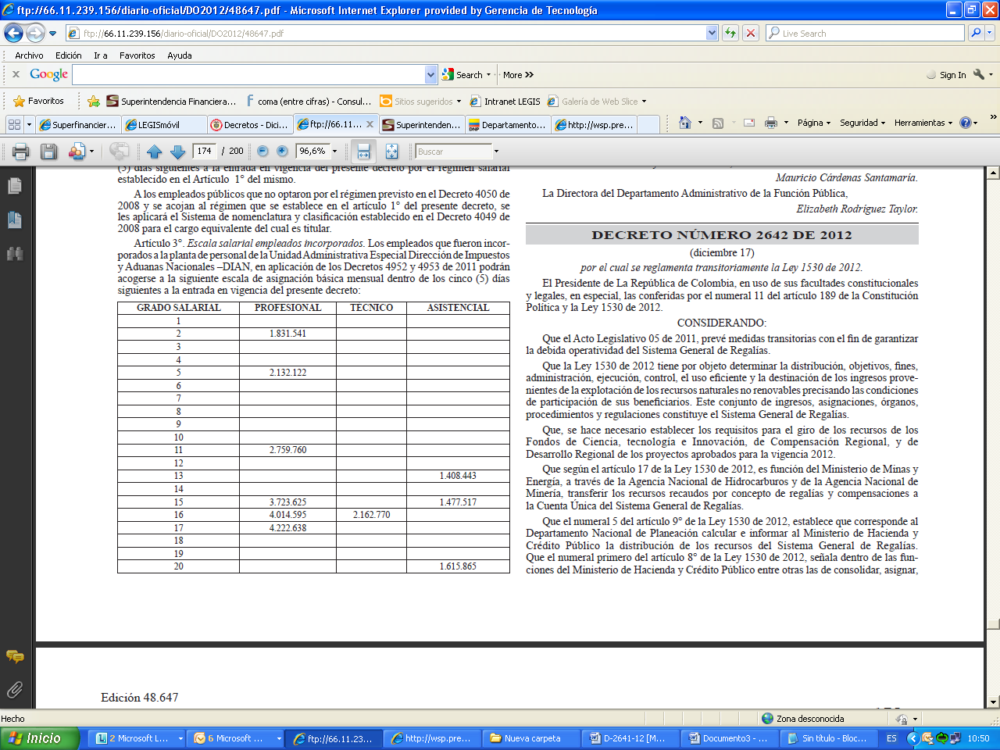 ftp://66.11.239.156/diario-oficial/DO2012/48647.pdf - Microsoft Internet Explorer provided by Gerencia de Tecnología
ftp://66.11.239.156/diario-oficial/DO2012/48647.pdf
Live Search
Archivo Edición Ir a Favoritos Ayuda
x Google Search More >> Sign In
Favoritos Superintendencia Financiera... coma (entre cifras) - Consul... Sitios sugeridos Intranet LEGIS Galería de Web Slice
Superfinancier... LEGISmóvil Decretos - Dici... ftp://66.11.... Superintenden... Departamento... http://wsp.pre... Página Seguridad Herramientas
174 / 200 96,6% Buscar
(5) días siguientes a la entrada en vigencia del presente decreto por el régimen salarial
establecido en el Artículo 1° del mismo.
A los empleados públicos que no optaron por el régimen previsto en el Decreto 4050 de
2008 y se acojan al régimen que se establece en el artículo 1° del presente decreto, se
les aplicará el Sistema de nomenclatura y clasificación establecido en el Decreto 4049 de
2008 para el cargo equivalente del cual es titular.
Artículo 3°. Escala salarial empleados incorporados. Los empleados que fueron incor-
porados a la planta de personal de la Unidad Administrativa Especial Dirección de Impuestos
y Aduanas Nacionales –DIAN, en aplicación de los Decretos 4952 y 4953 de 2011 podrán
acogerse a la siguiente escala de asignación básica mensual dentro de los cinco (5) días
siguientes a la entrada en vigencia del presente decreto:
GRADO SALARIAL PROFESIONAL TECNICO ASISTENCIAL
1
2 1.831.541
3
4
5 2.132.122
6
7
8
9
10
11 2.759.760
12
13 1.408.443
14
15 3.723.625 1.477.517
16 4.014.595 2.162.770
17 4.222.638
18
19
20 1.615.865
Mauricio Cárdenas Santamaría.
La Directora del Departamento Administrativo de la Función Pública,
Elizabeth Rodríguez Taylor.
DECRETO NÚMERO 2642 DE 2012
(diciembre 17)
por el cual se reglamenta transitoriamente la Ley 1530 de 2012.
El Presidente de La República de Colombia, en uso de sus facultades constitucionales
y legales, en especial, las conferidas por el numeral 11 del artículo 189 de la Constitución
Política y la Ley 1530 de 2012.
CONSIDERANDO:
Que el Acto Legislativo 05 de 2011, prevé medidas transitorias con el fin de garantizar
la debida operatividad del Sistema General de Regalías.
Que la Ley 1530 de 2012 tiene por objeto determinar la distribución, objetivos, fines,
administración, ejecución, control, el uso eficiente y la destinación de los ingresos prove-
nientes de la explotación de los recursos naturales no renovables precisando las condiciones
de participación de sus beneficiarios. Este conjunto de ingresos, asignaciones, órganos,
procedimientos y regulaciones constituye el Sistema General de Regalías.
Que, se hace necesario establecer los requisitos para el giro de los recursos de los
Fondos de Ciencia, tecnología e Innovación, de Compensación Regional, y de
Desarrollo Regional de los proyectos aprobados para la vigencia 2012.
Que según el artículo 17 de la Ley 1530 de 2012, es función del Ministerio de Minas y
Energía, a través de la Agencia Nacional de Hidrocarburos y de la Agencia Nacional de
Minería, transferir los recursos recaudos por concepto de regalías y compensaciones a
la Cuenta Única del Sistema General de Regalías.
Que el numeral 5 del artículo 9° de la Ley 1530 de 2012, establece que corresponde al
Departamento Nacional de Planeación calcular e informar al Ministerio de Hacienda y
Crédito Público la distribución de los recursos del Sistema General de Regalías.
Que el numeral primero del artículo 8° de la Ley 1530 de 2012, señala dentro de las fun-
ciones del Ministerio de Hacienda y Crédito Público entre otras las de consolidar, asignar,
Edición 48.647
Hecho Zona desconocida
Inicio 2 Microsoft L... 6 Microsoft ... ftp://66.11.23... http://wsp.pre... Nueva carpeta D-2641-12 [M... Documento3 - ... Sin título - Bloc... ES 10:50